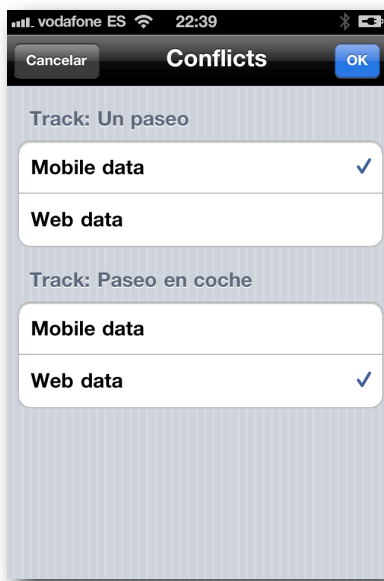 vodafone ES 22:39
Cancelar Conflicts OK
Track: Un paseo
Mobile data
Web data
Track: Paseo en coche
Mobile data
Web data